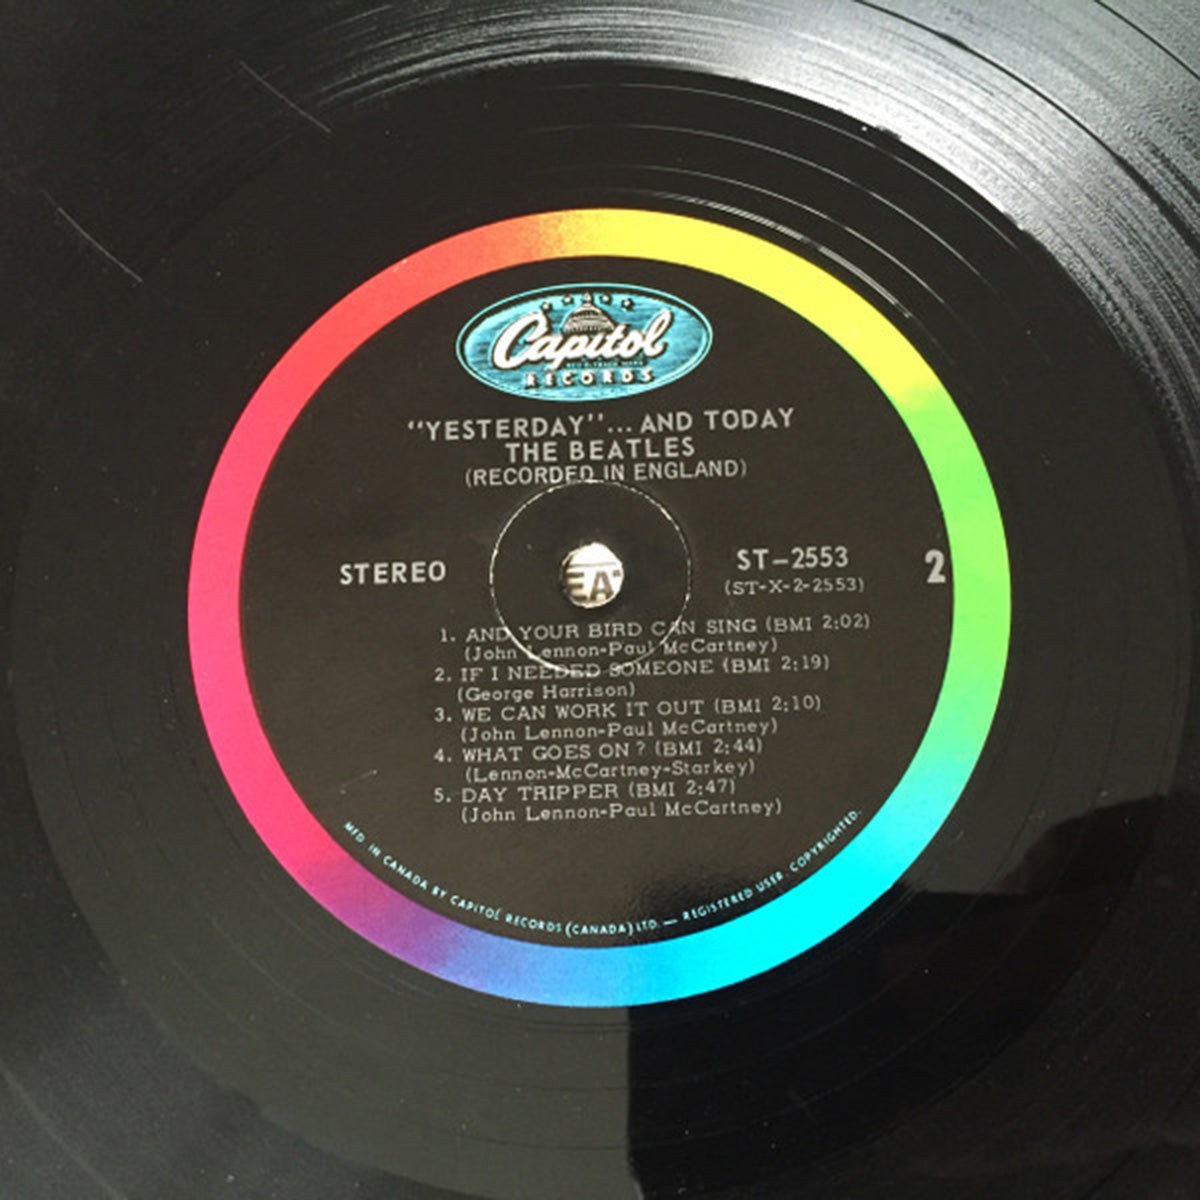 Capitol
RECORDS
“YESTERDAY”... AND TODAY
THE BEATLES
(RECORDED IN ENGLAND)
STEREO
ST-2553
(ST-X-2-2553)
2
EA
1. AND YOUR BIRD CAN SING (BMI 2:02)
(John Lennon-Paul McCartney)
2. IF I NEEDED SOMEONE (BMI 2:19)
(George Harrison)
3. WE CAN WORK IT OUT (BMI 2:10)
(John Lennon-Paul McCartney)
4. WHAT GOES ON? (BMI 2:44)
(Lennon-McCartney-Starkey)
5. DAY TRIPPER (BMI 2:47)
(John Lennon-Paul McCartney)
MFD. IN CANADA BY CAPITOL RECORDS (CANADA) LTD. — REGISTERED USER. COPYRIGHTED.